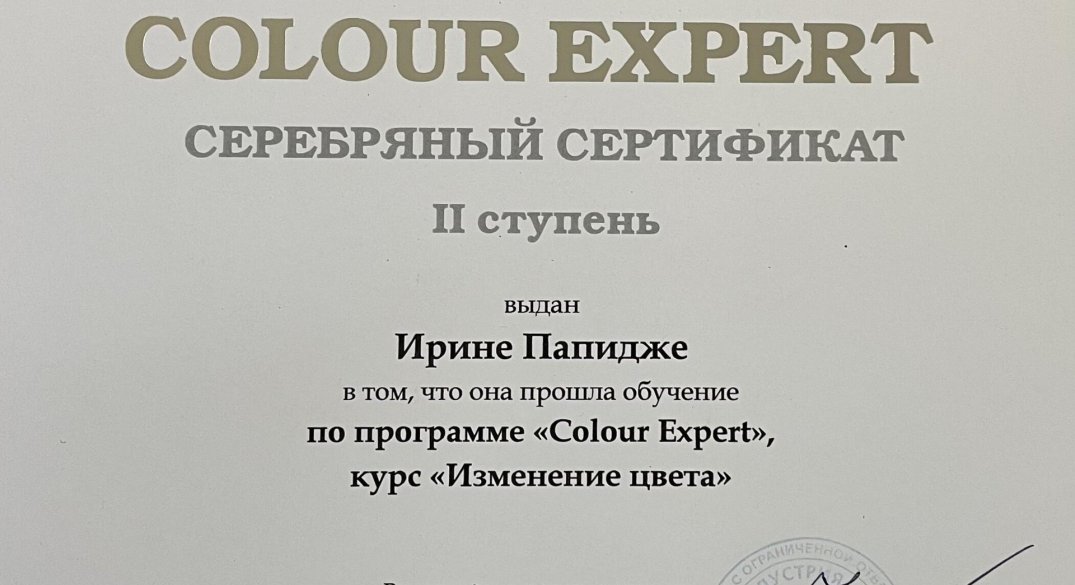 COLOUR EXPERT
СЕРЕБРЯНЫЙ СЕРТИФИКАТ
II ступень
выдан
Ирине Папидже
в том, что она прошла обучение
по программе «Colour Expert»,
курс «Изменение цвета»
С ОГРАНИЧЕННОЙ